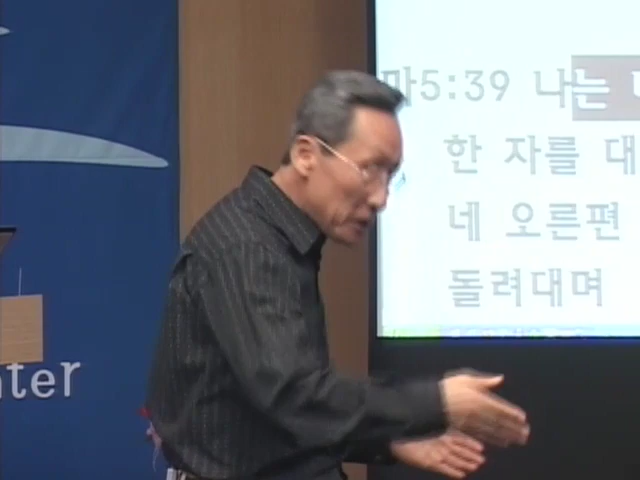 마5:39 나는
한 자를 대
네 오른편
돌려대며
nter